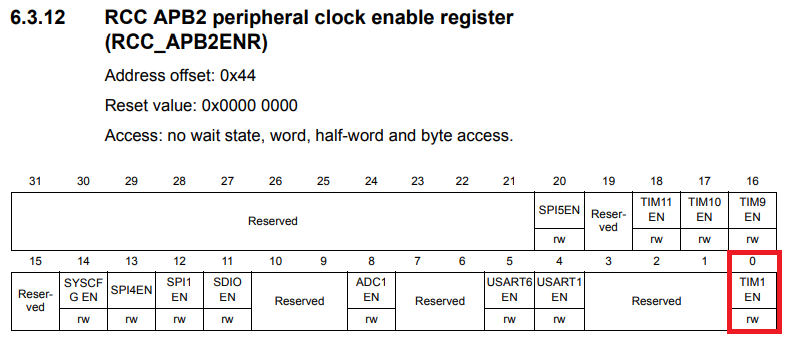 6.3.12 RCC APB2 peripheral clock enable register
(RCC_APB2ENR)
Address offset: 0x44
Reset value: 0x0000 0000
Access: no wait state, word, half-word and byte access.
31 30 29 28 27 26 25 24 23 22 21 20 19 18 17 16
Reserved SPI5EN Reser-ved TIM11 EN TIM10 EN TIM9 EN
rw rw rw rw
15 14 13 12 11 10 9 8 7 6 5 4 3 2 1 0
Reser-ved SYSCFG EN SPI4EN SPI1 EN SDIO EN Reserved ADC1 EN Reserved USART6 EN USART1 EN Reserved TIM1 EN
rw rw rw rw rw rw rw rw